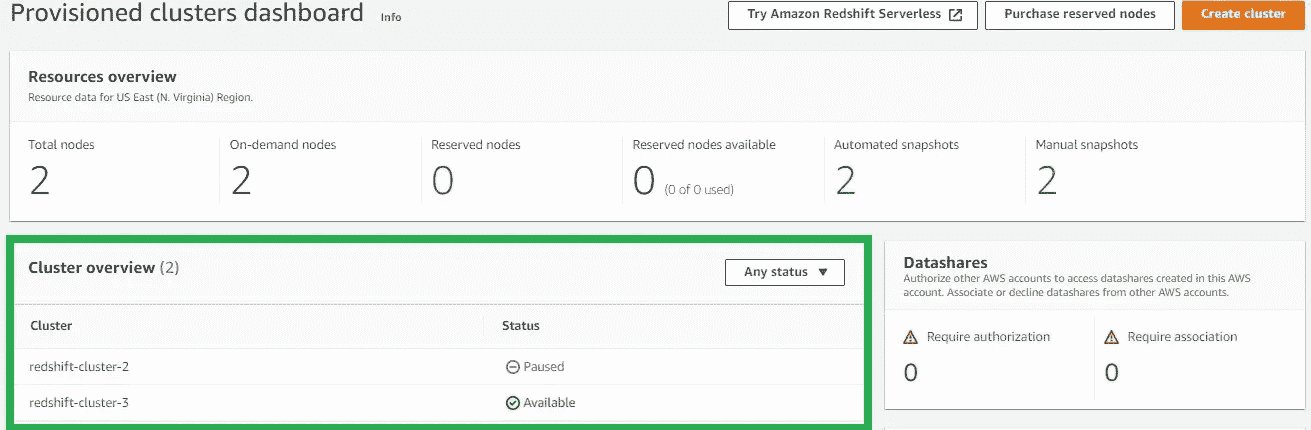 Provisioned clusters dashboard Info
Try Amazon Redshift Serverless
Purchase reserved nodes
Create cluster
Resources overview
Resource data for US East (N. Virginia) Region.
Total nodes
2
On-demand nodes
2
Reserved nodes
0
Reserved nodes available
0 (0 of 0 used)
Automated snapshots
2
Manual snapshots
2
Cluster overview (2)
Any status
Cluster
Status
redshift-cluster-2
Paused
redshift-cluster-3
Available
Datashares
Authorize other AWS accounts to access datashares created in this AWS
account. Associate or decline datashares from other AWS accounts.
Require authorization
0
Require association
0